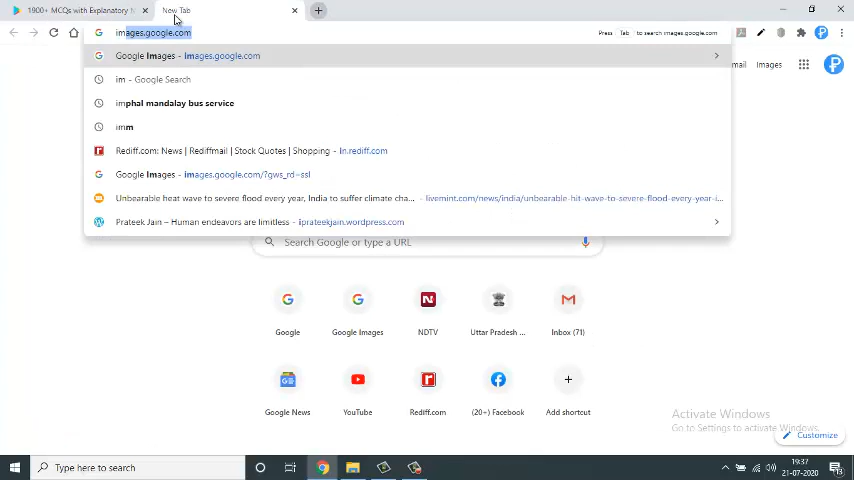 1900+ MCQs with Explanatory N
New Tab
images.google.com
Press Tab to search images.google.com
Google Images - images.google.com
im - Google Search
imphal mandalay bus service
imm
Rediff.com: News | Rediffmail | Stock Quotes | Shopping - In.rediff.com
Google Images - images.google.com/?gws_rd=ssl
Unbearable heat wave to severe flood every year, India to suffer climate cha... - livemint.com/news/india/unbearable-hit-wave-to-severe-flood-every-year-i...
Prateek Jain – Human endeavors are limitless - iprateekjain.wordpress.com
mail Images
Search Google or type a URL
Google Google Images NDTV Uttar Pradesh ... Inbox (71)
Google News YouTube Rediff.com (20+) Facebook Add shortcut
Activate Windows
Go to Settings to activate Windows.
Customize
Type here to search
19:37
21-07-2020